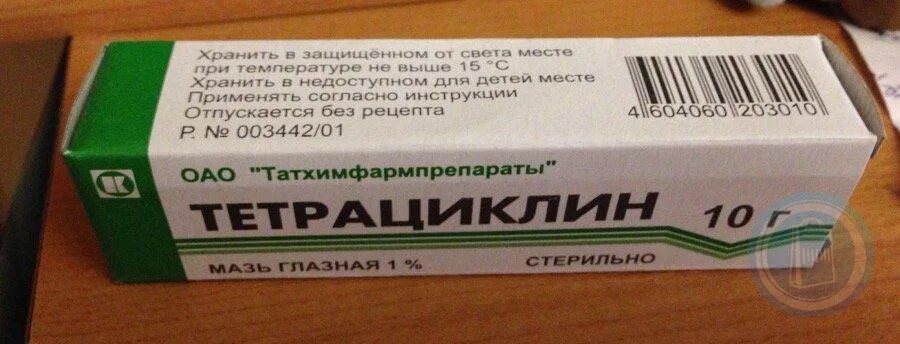 Хранить в защищённом от света месте
при температуре не выше 15 °С
Хранить в недоступном для детей месте
Применять согласно инструкции
Отпускается без рецепта
Р. № 003442/01
4 604060 203010
ОАО "Татхимфармпрепараты"
ТЕТРАЦИКЛИН 10 г
МАЗЬ ГЛАЗНАЯ 1 % СТЕРИЛЬНО